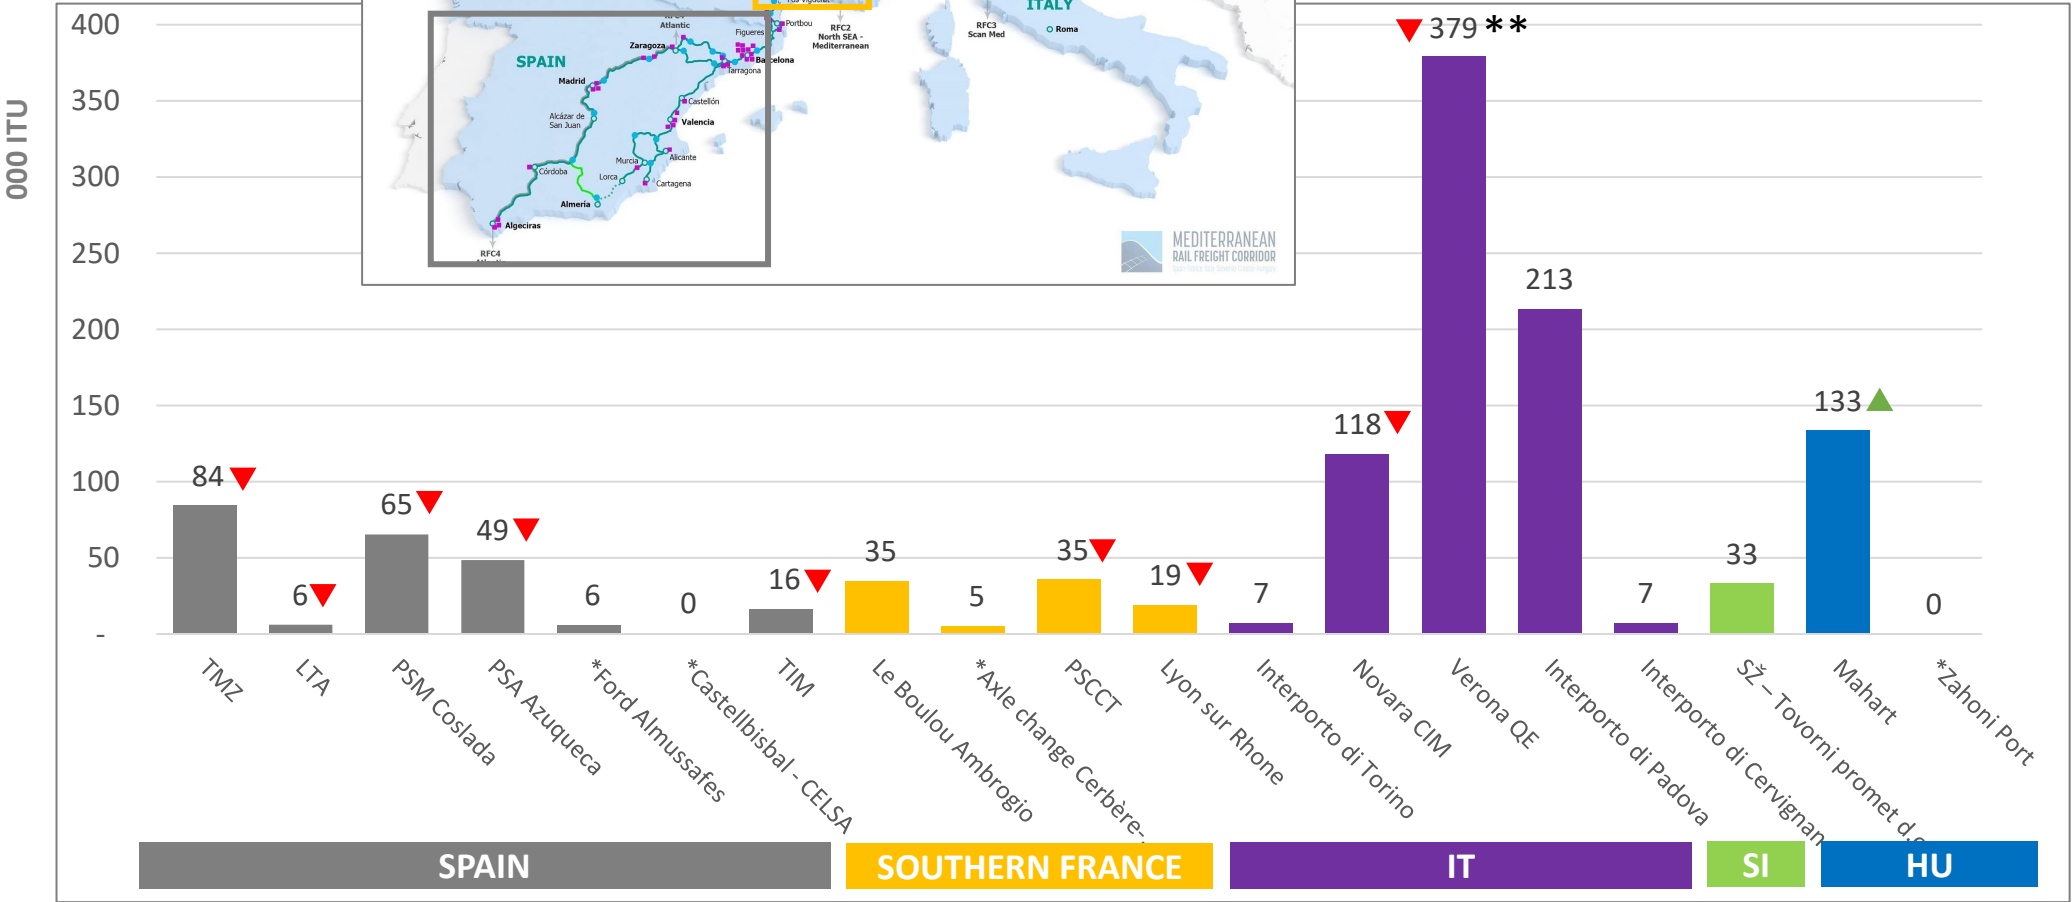 000 ITU
400
350
300
250
200
150
100
50
-
Atlantic
Zaragoza
SPAIN
Madrid
Alcázar de
San Juan
Córdoba
Algeciras
RFC4
Almería
Lorca
Murcia
Cartagena
Alicante
Valencia
Castellón
Tarragona
Barcelona
Figueres
Portbou
RFC2
North SEA -
Mediterranean
RFC3
Scan Med
ITALY
Roma
MEDITERRANEAN
RAIL FREIGHT CORRIDOR
84
6
65
49
6
0
16
35
5
35
19
7
118
379 **
213
7
33
133
0
TMZ
LTA
PSM Coslada
PSA Azuqueca
*Ford Almussafes
*Castellbisbal - CELSA
TIM
Le Boulou Ambrogio
*Axle change Cerbère-
PSCCT
Lyon sur Rhone
Interporto di Torino
Novara CIM
Verona QE
Interporto di Padova
Interporto di Cervignan
SŽ – Tovorni promet d.
Mahart
*Zahoni Port
SPAIN
SOUTHERN FRANCE
IT
SI
HU